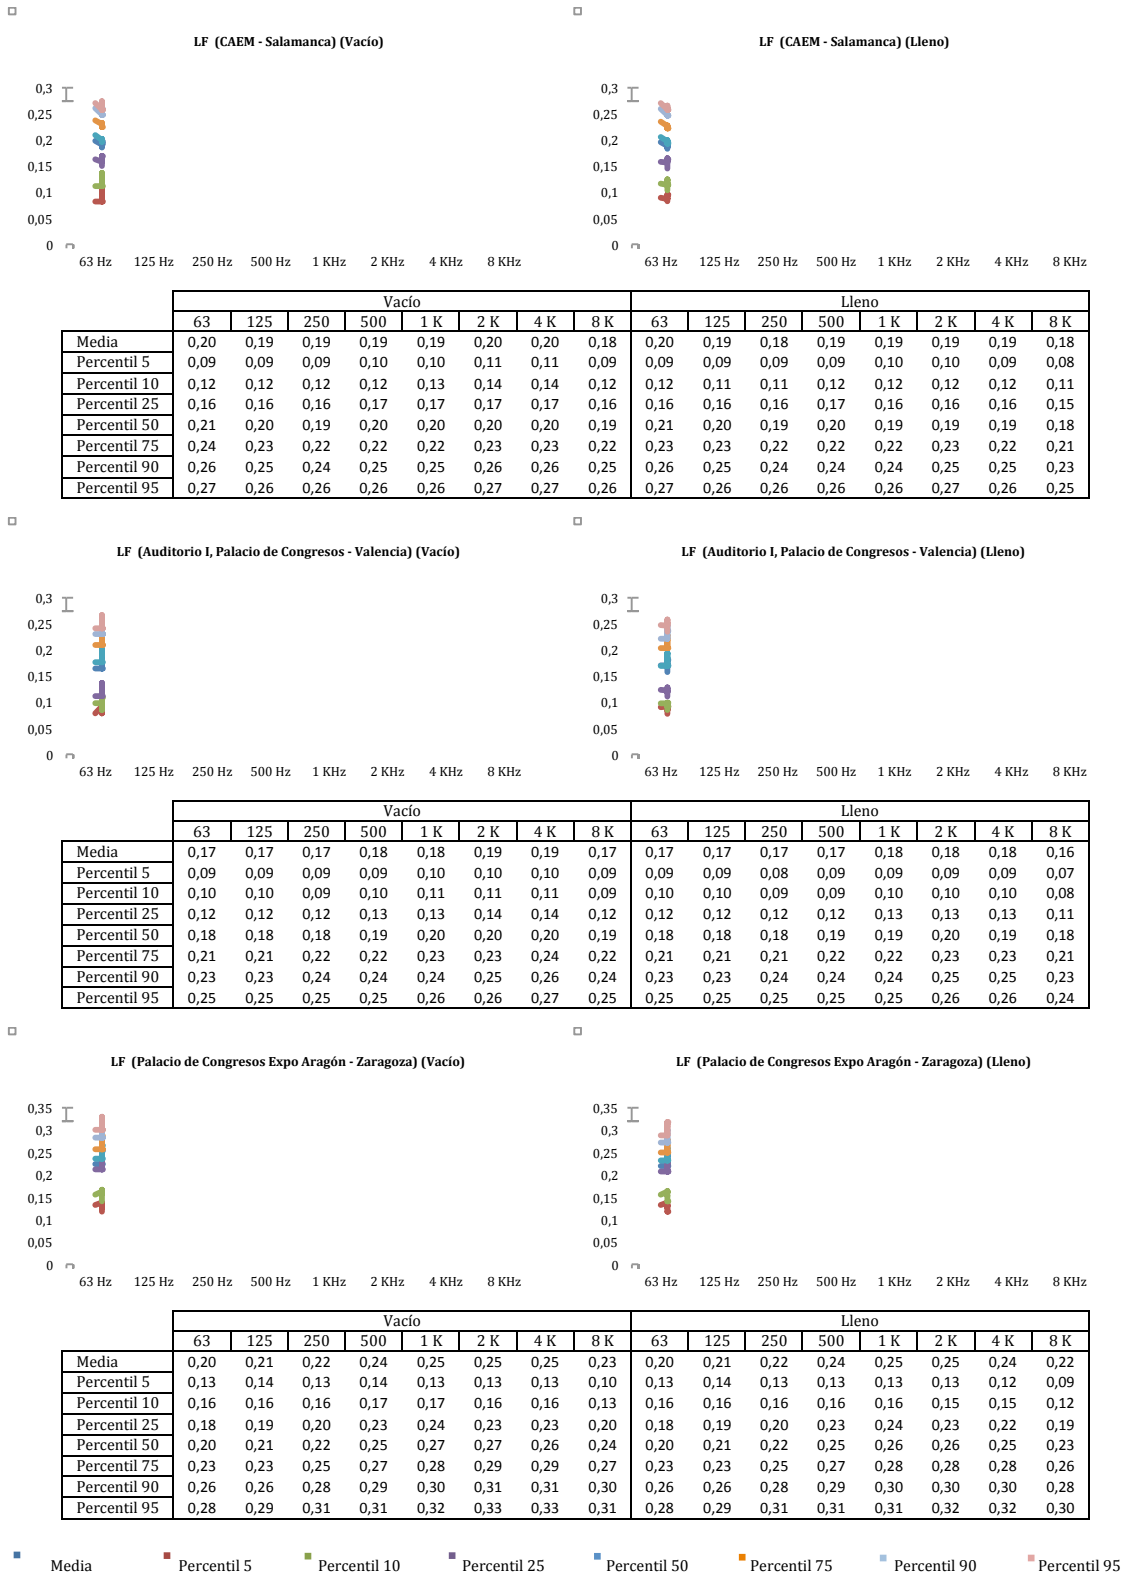 LF (CAEM - Salamanca) (Vacío)
0,3
0,25
0,2
0,15
0,1
0,05
0
63 Hz 125 Hz 250 Hz 500 Hz 1 KHz 2 KHz 4 KHz 8 KHz
LF (CAEM - Salamanca) (Lleno)
0,3
0,25
0,2
0,15
0,1
0,05
0
63 Hz 125 Hz 250 Hz 500 Hz 1 KHz 2 KHz 4 KHz 8 KHz
Vacío Lleno
63 125 250 500 1 K 2 K 4 K 8 K 63 125 250 500 1 K 2 K 4 K 8 K
Media 0,20 0,19 0,19 0,19 0,19 0,20 0,20 0,18 0,20 0,19 0,18 0,19 0,19 0,19 0,19 0,18
Percentil 5 0,09 0,09 0,09 0,10 0,10 0,11 0,11 0,09 0,09 0,09 0,09 0,09 0,10 0,10 0,09 0,08
Percentil 10 0,12 0,12 0,12 0,12 0,13 0,14 0,14 0,12 0,12 0,11 0,11 0,12 0,12 0,12 0,12 0,11
Percentil 25 0,16 0,16 0,16 0,17 0,17 0,17 0,17 0,16 0,16 0,16 0,16 0,17 0,16 0,16 0,16 0,15
Percentil 50 0,21 0,20 0,19 0,20 0,20 0,20 0,20 0,19 0,21 0,20 0,19 0,20 0,19 0,19 0,19 0,18
Percentil 75 0,24 0,23 0,22 0,22 0,22 0,23 0,23 0,22 0,23 0,23 0,22 0,22 0,22 0,23 0,22 0,21
Percentil 90 0,26 0,25 0,24 0,25 0,25 0,26 0,26 0,25 0,26 0,25 0,24 0,24 0,24 0,25 0,25 0,23
Percentil 95 0,27 0,26 0,26 0,26 0,26 0,27 0,27 0,26 0,27 0,26 0,26 0,26 0,26 0,27 0,26 0,25
LF (Auditorio I, Palacio de Congresos - Valencia) (Vacío)
0,3
0,25
0,2
0,15
0,1
0,05
0
63 Hz 125 Hz 250 Hz 500 Hz 1 KHz 2 KHz 4 KHz 8 KHz
LF (Auditorio I, Palacio de Congresos - Valencia) (Lleno)
0,3
0,25
0,2
0,15
0,1
0,05
0
63 Hz 125 Hz 250 Hz 500 Hz 1 KHz 2 KHz 4 KHz 8 KHz
Vacío Lleno
63 125 250 500 1 K 2 K 4 K 8 K 63 125 250 500 1 K 2 K 4 K 8 K
Media 0,17 0,17 0,17 0,18 0,18 0,19 0,19 0,17 0,17 0,17 0,17 0,17 0,18 0,18 0,18 0,16
Percentil 5 0,09 0,09 0,09 0,09 0,10 0,10 0,10 0,09 0,09 0,09 0,08 0,09 0,09 0,09 0,09 0,07
Percentil 10 0,10 0,10 0,09 0,10 0,11 0,11 0,11 0,09 0,10 0,10 0,09 0,09 0,10 0,10 0,10 0,08
Percentil 25 0,12 0,12 0,12 0,13 0,13 0,14 0,14 0,12 0,12 0,12 0,12 0,12 0,13 0,13 0,13 0,11
Percentil 50 0,18 0,18 0,18 0,19 0,20 0,20 0,20 0,19 0,18 0,18 0,18 0,19 0,19 0,20 0,19 0,18
Percentil 75 0,21 0,21 0,22 0,22 0,23 0,23 0,24 0,22 0,21 0,21 0,21 0,22 0,22 0,23 0,23 0,21
Percentil 90 0,23 0,23 0,24 0,24 0,24 0,25 0,26 0,24 0,23 0,23 0,24 0,24 0,24 0,25 0,25 0,23
Percentil 95 0,25 0,25 0,25 0,25 0,26 0,26 0,27 0,25 0,25 0,25 0,25 0,25 0,25 0,26 0,26 0,24
LF (Palacio de Congresos Expo Aragón - Zaragoza) (Vacío)
0,35
0,3
0,25
0,2
0,15
0,1
0,05
0
63 Hz 125 Hz 250 Hz 500 Hz 1 KHz 2 KHz 4 KHz 8 KHz
LF (Palacio de Congresos Expo Aragón - Zaragoza) (Lleno)
0,35
0,3
0,25
0,2
0,15
0,1
0,05
0
63 Hz 125 Hz 250 Hz 500 Hz 1 KHz 2 KHz 4 KHz 8 KHz
Vacío Lleno
63 125 250 500 1 K 2 K 4 K 8 K 63 125 250 500 1 K 2 K 4 K 8 K
Media 0,20 0,21 0,22 0,24 0,25 0,25 0,25 0,23 0,20 0,21 0,22 0,24 0,25 0,25 0,24 0,22
Percentil 5 0,13 0,14 0,13 0,14 0,13 0,13 0,13 0,10 0,13 0,14 0,13 0,13 0,13 0,13 0,12 0,09
Percentil 10 0,16 0,16 0,16 0,17 0,17 0,16 0,16 0,13 0,16 0,16 0,16 0,16 0,16 0,15 0,15 0,12
Percentil 25 0,18 0,19 0,20 0,23 0,24 0,23 0,23 0,20 0,18 0,19 0,20 0,23 0,24 0,23 0,22 0,19
Percentil 50 0,20 0,21 0,22 0,25 0,27 0,27 0,26 0,24 0,20 0,21 0,22 0,25 0,26 0,26 0,25 0,23
Percentil 75 0,23 0,23 0,25 0,27 0,28 0,29 0,29 0,27 0,23 0,23 0,25 0,27 0,28 0,28 0,28 0,26
Percentil 90 0,26 0,26 0,28 0,29 0,30 0,31 0,31 0,30 0,26 0,26 0,28 0,29 0,30 0,30 0,30 0,28
Percentil 95 0,28 0,29 0,31 0,31 0,32 0,33 0,33 0,31 0,28 0,29 0,31 0,31 0,31 0,32 0,32 0,30
Media Percentil 5 Percentil 10 Percentil 25 Percentil 50 Percentil 75 Percentil 90 Percentil 95